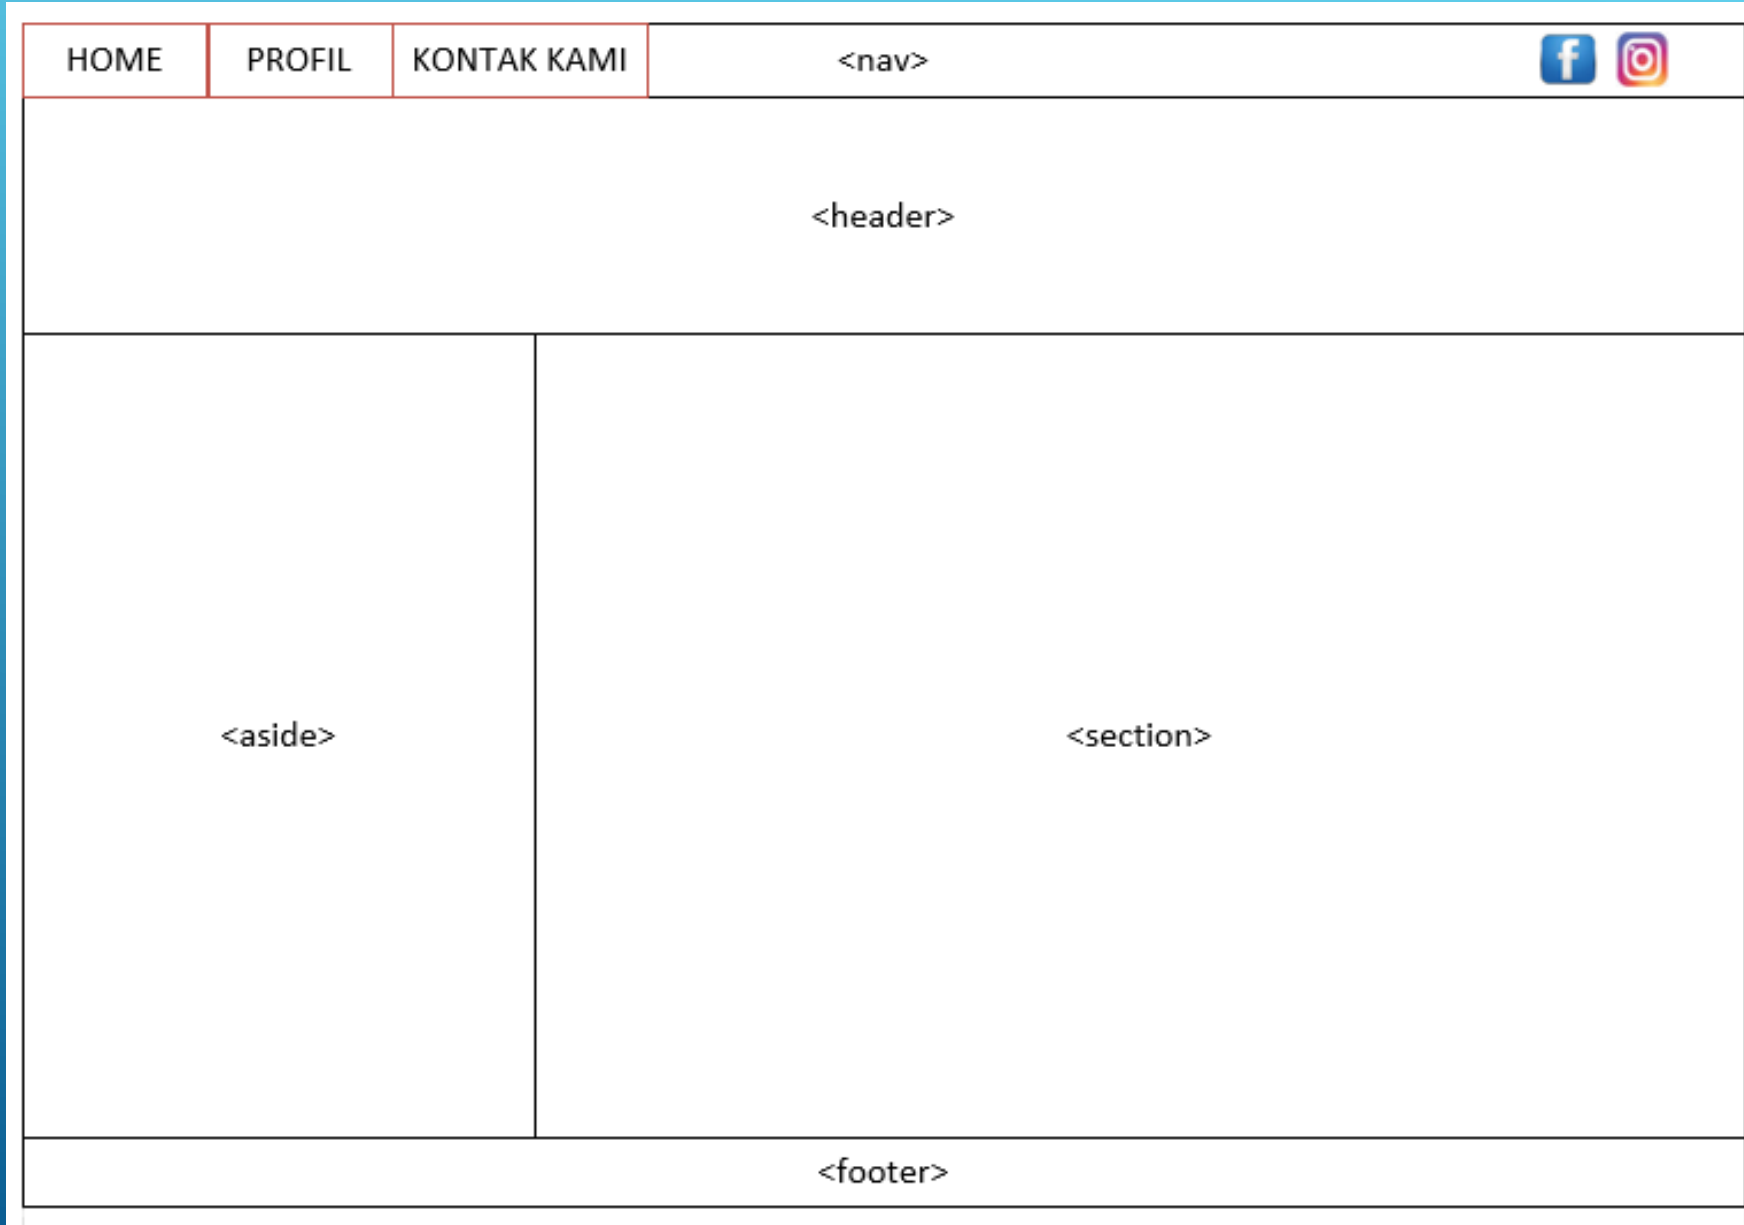 HOME PROFIL KONTAK KAMI <nav> f
<header>
<aside> <section>
<footer>